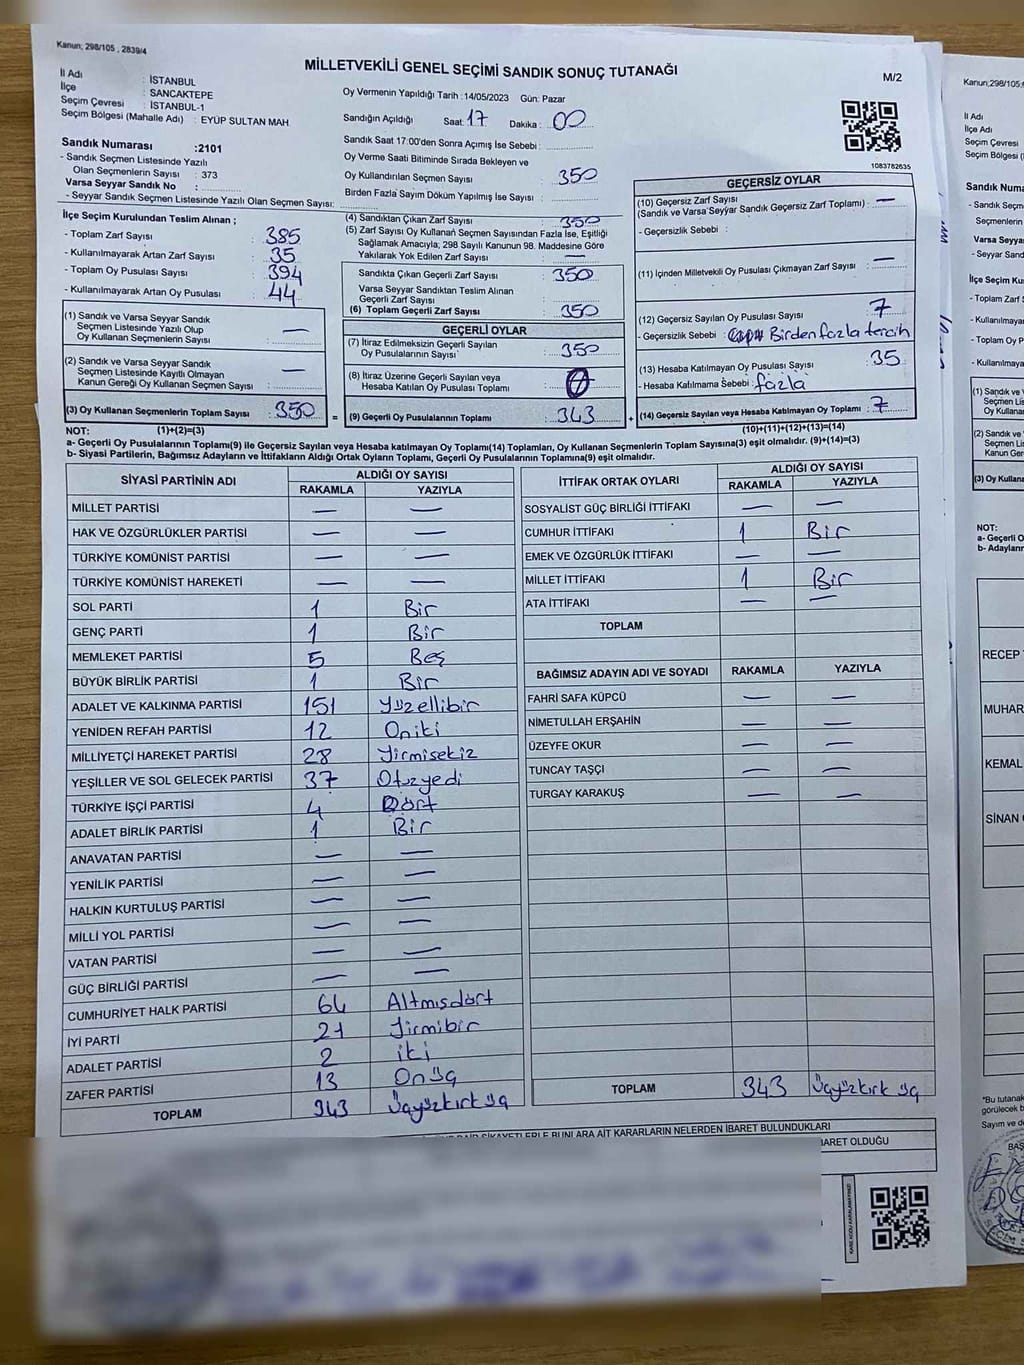 Kanun; 298/105 , 2839/4
MİLLETVEKİLİ GENEL SEÇİMİ SANDIK SONUÇ TUTANAĞI
M/2
İl Adı : İSTANBUL
İlçe : SANCAKTEPE
Seçim Çevresi : İSTANBUL-1
Seçim Bölgesi (Mahalle Adı) : EYÜP SULTAN MAH.
Sandık Numarası :2101
- Sandık Seçmen Listesinde Yazılı
Olan Seçmenlerin Sayısı : 373
Varsa Seyyar Sandık No :
- Seyyar Sandık Seçmen Listesinde Yazılı Olan Seçmen Sayısı:
Oy Vermenin Yapıldığı Tarih :14/05/2023 Gün: Pazar
Sandığın Açıldığı Saat: 17 Dakika : 00
Sandık Saat 17:00'den Sonra Açımış İse Sebebi :
Oy Verme Saati Bitiminde Sırada Bekleyen ve
Oy Kullandırılan Seçmen Sayısı 350
Birden Fazla Sayım Döküm Yapılmış İse Sayısı :
1083782635
İlçe Seçim Kurulundan Teslim Alınan ;
- Toplam Zarf Sayısı : 385
- Kullanılmayarak Artan Zarf Sayısı : 35
- Toplam Oy Pusulası Sayısı : 394
- Kullanılmayarak Artan Oy Pusulası : 44
(1) Sandık ve Varsa Seyyar Sandık
Seçmen Listesinde Yazılı Olup
Oy Kullanan Seçmenlerin Sayısı : —
(2) Sandık ve Varsa Seyyar Sandık
Seçmen Listesinde Kayıtlı Olmayan
Kanun Gereği Oy Kullanan Seçmen Sayısı : —
(3) Oy Kullanan Seçmenlerin Toplam Sayısı : 350 =
(4) Sandıktan Çıkan Zarf Sayısı 350
(5) Zarf Sayısı Oy Kullanan Seçmen Sayısından Fazla İse, Eşitliği
Sağlamak Amacıyla; 298 Sayılı Kanunun 98. Maddesine Göre
Yakılarak Yok Edilen Zarf Sayısı : —
Sandıkta Çıkan Geçerli Zarf Sayısı : 350
Varsa Seyyar Sandıktan Teslim Alınan
Geçerli Zarf Sayısı :
(6) Toplam Geçerli Zarf Sayısı : 350
GEÇERLİ OYLAR
(7) İtiraz Edilmeksizin Geçerli Sayılan
Oy Pusulalarının Sayısı : 350
(8) İtiraz Üzerine Geçerli Sayılan veya
Hesaba Katılan Oy Pusulası Toplamı :
(9) Geçerli Oy Pusulalarının Toplamı : 343 +
GEÇERSİZ OYLAR
(10) Geçersiz Zarf Sayısı
(Sandık ve Varsa Seyyar Sandık Geçersiz Zarf Toplamı) : —
- Geçersizlik Sebebi :
(11) İçinden Milletvekili Oy Pusulası Çıkmayan Zarf Sayısı : —
(12) Geçersiz Sayılan Oy Pusulası Sayısı : 7
- Geçersizlik Sebebi : Birden fazla tercih
(13) Hesaba Katılmayan Oy Pusulası Sayısı : 35
- Hesaba Katılmama Sebebi : fazla
(14) Geçersiz Sayılan veya Hesaba Katılmayan Oy Toplamı : 7
NOT: (1)+(2)=(3) (10)+(11)+(12)+(13)=(14)
a- Geçerli Oy Pusulasının Toplamı(9) ile Geçersiz Sayılan veya Hesaba katılmayan Oy Toplamı(14) Toplamları, Oy Kullanan Seçmenlerin Toplam Sayısına(3) eşit olmalıdır. (9)+(14)=(3)
b- Siyasi Partilerin, Bağımsız Adayların ve İttifakların Aldığı Ortak Oyların Toplamı, Geçerli Oy Pusulalarının Toplamına(9) eşit olmalıdır.
SİYASİ PARTİNİN ADI ALDIĞI OY SAYISI
RAKAMLA YAZIYLA
MİLLET PARTİSİ — —
HAK VE ÖZGÜRLÜKLER PARTİSİ — —
TÜRKİYE KOMÜNİST PARTİSİ — —
TÜRKİYE KOMÜNİST HAREKETİ — —
SOL PARTİ 1 Bir
GENÇ PARTİ 1 Bir
MEMLEKET PARTİSİ 5 Beş
BÜYÜK BİRLİK PARTİSİ 1 Bir
ADALET VE KALKINMA PARTİSİ 151 Yüzellibir
YENİDEN REFAH PARTİSİ 12 Oniki
MİLLİYETÇİ HAREKET PARTİSİ 28 Yirmisekiz
YEŞİLLER VE SOL GELECEK PARTİSİ 37 Otuzyedi
TÜRKİYE İŞÇİ PARTİSİ 4 Dört
ADALET BİRLİK PARTİSİ 1 Bir
ANAVATAN PARTİSİ — —
YENİLİK PARTİSİ — —
HALKIN KURTULUŞ PARTİSİ — —
MİLLİ YOL PARTİSİ — —
VATAN PARTİSİ — —
GÜÇ BİRLİĞİ PARTİSİ — —
CUMHURİYET HALK PARTİSİ 64 Altmışdört
İYİ PARTİ 21 Yirmibir
ADALET PARTİSİ 2 iki
ZAFER PARTİSİ 13 Onüç
TOPLAM 343 Üçyüzkırk üç
İTTİFAK ORTAK OYLARI ALDIĞI OY SAYISI
RAKAMLA YAZIYLA
SOSYALİST GÜÇ BİRLİĞİ İTTİFAKI — —
CUMHUR İTTİFAKI 1 Bir
EMEK VE ÖZGÜRLÜK İTTİFAKI — —
MİLLET İTTİFAKI 1 Bir
ATA İTTİFAKI — —
TOPLAM
BAĞIMSIZ ADAYIN ADI VE SOYADI RAKAMLA YAZIYLA
FAHRİ SAFA KÜPCÜ — —
NİMETULLAH ERŞAHİN — —
ÜZEYFE OKUR — —
TUNCAY TAŞÇI — —
TURGAY KARAKUŞ — —
TOPLAM 343 Üçyüzkırk üç
ŞİKAYETLERLE BUNLARA AİT KARARLARIN NELERDEN İBARET BULUNDUKLARI
İBARET OLDUĞU
KARE KODU KARALAMAYINIZ!
Kanun;298/105;
İl Adı
İlçe Adı
Seçim Çevresi
Seçim Bölgesi (
Sandık Numa
- Sandık Seçm
Seçmenlerin
Varsa Seyyar
- Seyyar Sand
İlçe Seçim Ku
- Toplam Zarf S
- Kullanılmaya
- Toplam Oy P
- Kullanılmaya
(1) Sandık ve
Seçmen Lis
Oy Kullana
(2) Sandık ve
Seçmen Li
Kanun Ge
(3) Oy Kullana
NOT:
a- Geçerli O
b- Adayların
RECEP
MUHAR
KEMAL
SİNAN
*Bu tutanak
görülecek b
Sayım ve d
BAŞ